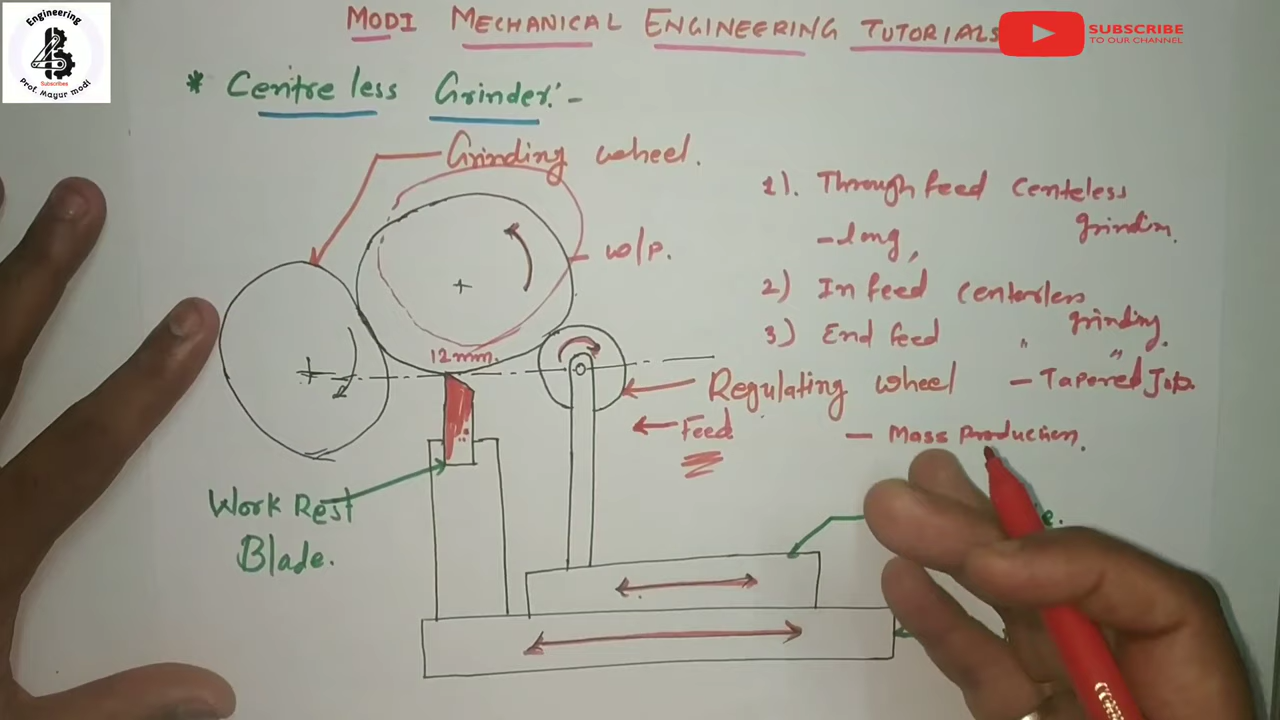 Engineering
Subscribes
Prof. Mayur modi
MODI MECHANICAL ENGINEERING TUTORIALS
SUBSCRIBE
TO OUR CHANNEL
* Centre less Grinder:-
Grinding wheel.
W/P.
12mm.
Regulating wheel
Feed
Work Rest
Blade.
1). Through feed Centeless
grindin.
- long,
2) In feed Centerless
grinding.
3) End feed " "
- Tapered Job.
- Mass Production.